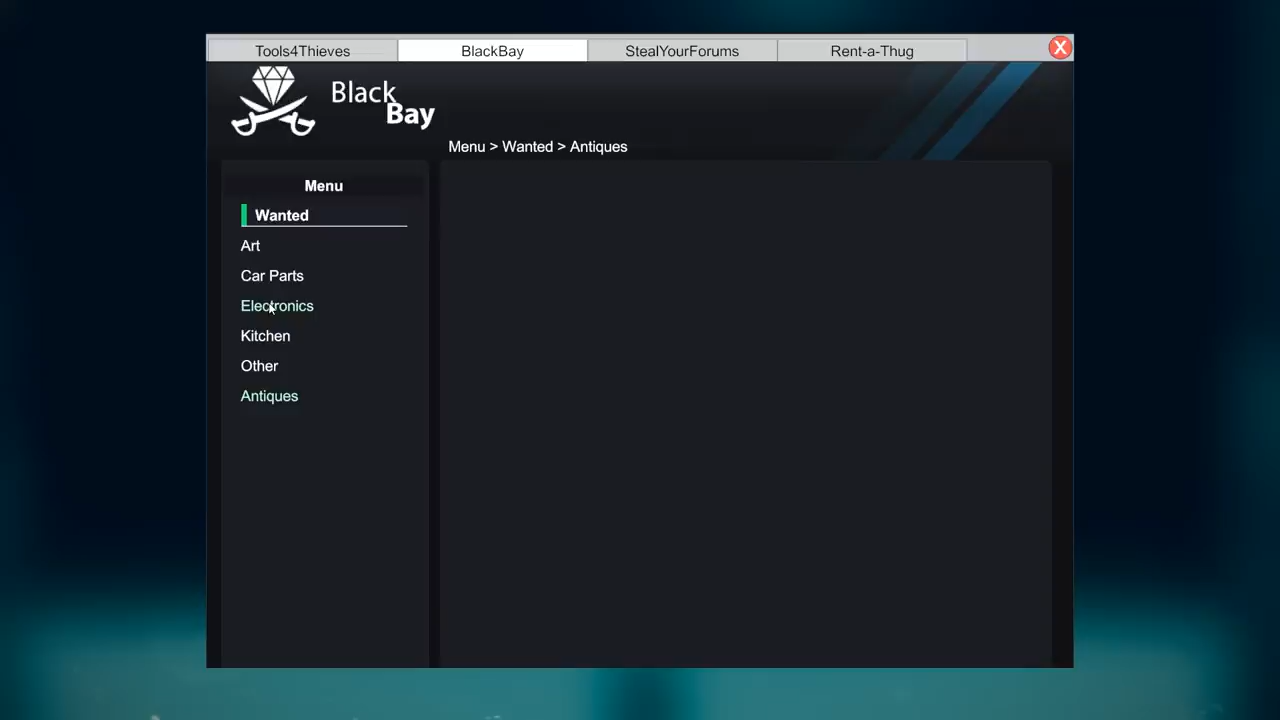 Tools4Thieves BlackBay StealYourForums Rent-a-Thug X
Black
Bay
Menu > Wanted > Antiques
Menu
Wanted
Art
Car Parts
Electronics
Kitchen
Other
Antiques